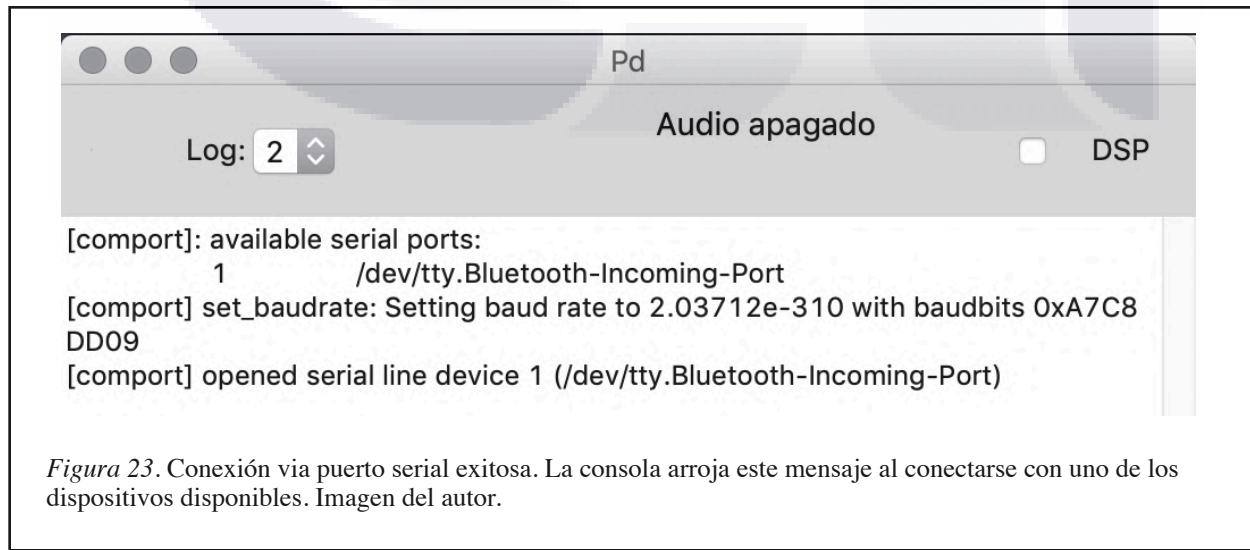 Pd
Audio apagado
Log: 2
DSP
[comport]: available serial ports:
1 /dev/tty.Bluetooth-Incoming-Port
[comport] set_baudrate: Setting baud rate to 2.03712e-310 with baudbits 0xA7C8
DD09
[comport] opened serial line device 1 (/dev/tty.Bluetooth-Incoming-Port)
Figura 23. Conexión via puerto serial exitosa. La consola arroja este mensaje al conectarse con uno de los
dispositivos disponibles. Imagen del autor.